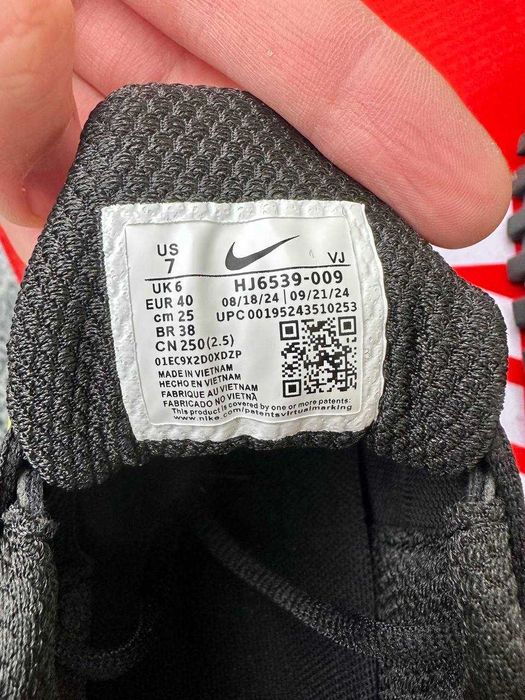 US
7
VJ
UK 6
HJ6539-009
EUR 40
08/18/24 | 09/21/24
cm 25
UPC 00195243510253
BR 38
CN 250 (2.5)
01EC9X2D0XDZP
MADE IN VIETNAM
HECHO EN VIETNAM
FABRIQUE AU VIETNAM
FABRICADO NO VIETNÃ
This product is covered by one or more patents:
www.nike.com/patentsvirtualmarking